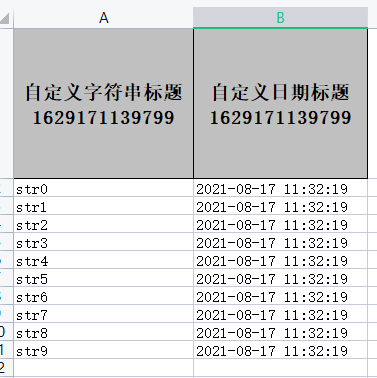 A B
自定义字符串标题 自定义日期标题
1629171139799 1629171139799
str0 2021-08-17 11:32:19
str1 2021-08-17 11:32:19
str2 2021-08-17 11:32:19
str3 2021-08-17 11:32:19
str4 2021-08-17 11:32:19
str5 2021-08-17 11:32:19
str6 2021-08-17 11:32:19
str7 2021-08-17 11:32:19
str8 2021-08-17 11:32:19
str9 2021-08-17 11:32:19